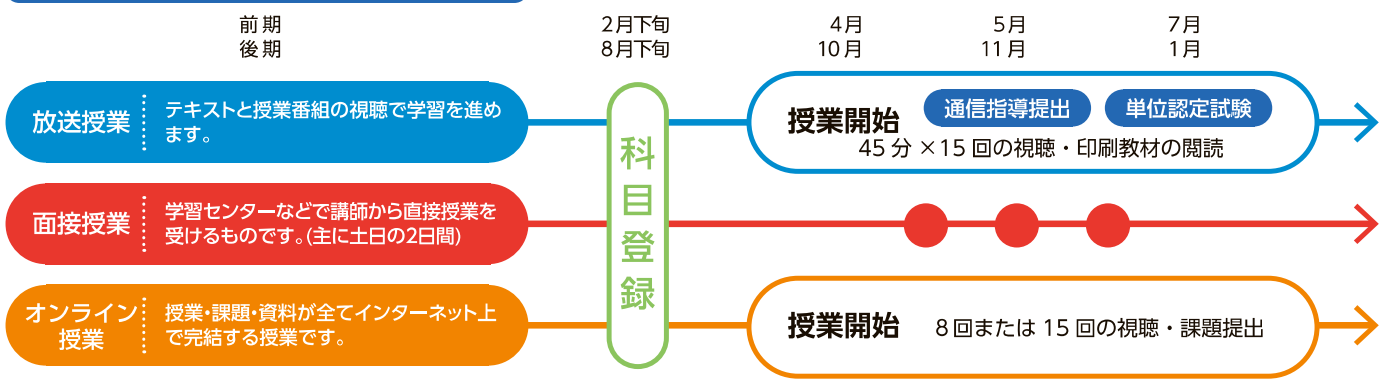 前期 2月下旬 4月 5月 7月
後期 8月下旬 10月 11月 1月
科目登録
放送授業
テキストと授業番組の視聴で学習を進め
ます。
授業開始 通信指導提出 単位認定試験
45分×15回の視聴・印刷教材の閲読
面接授業
学習センターなどで講師から直接授業を
受けるものです。(主に土日の2日間)
オンライン
授業
授業・課題・資料が全てインターネット上
で完結する授業です。
授業開始 8回または15回の視聴・課題提出